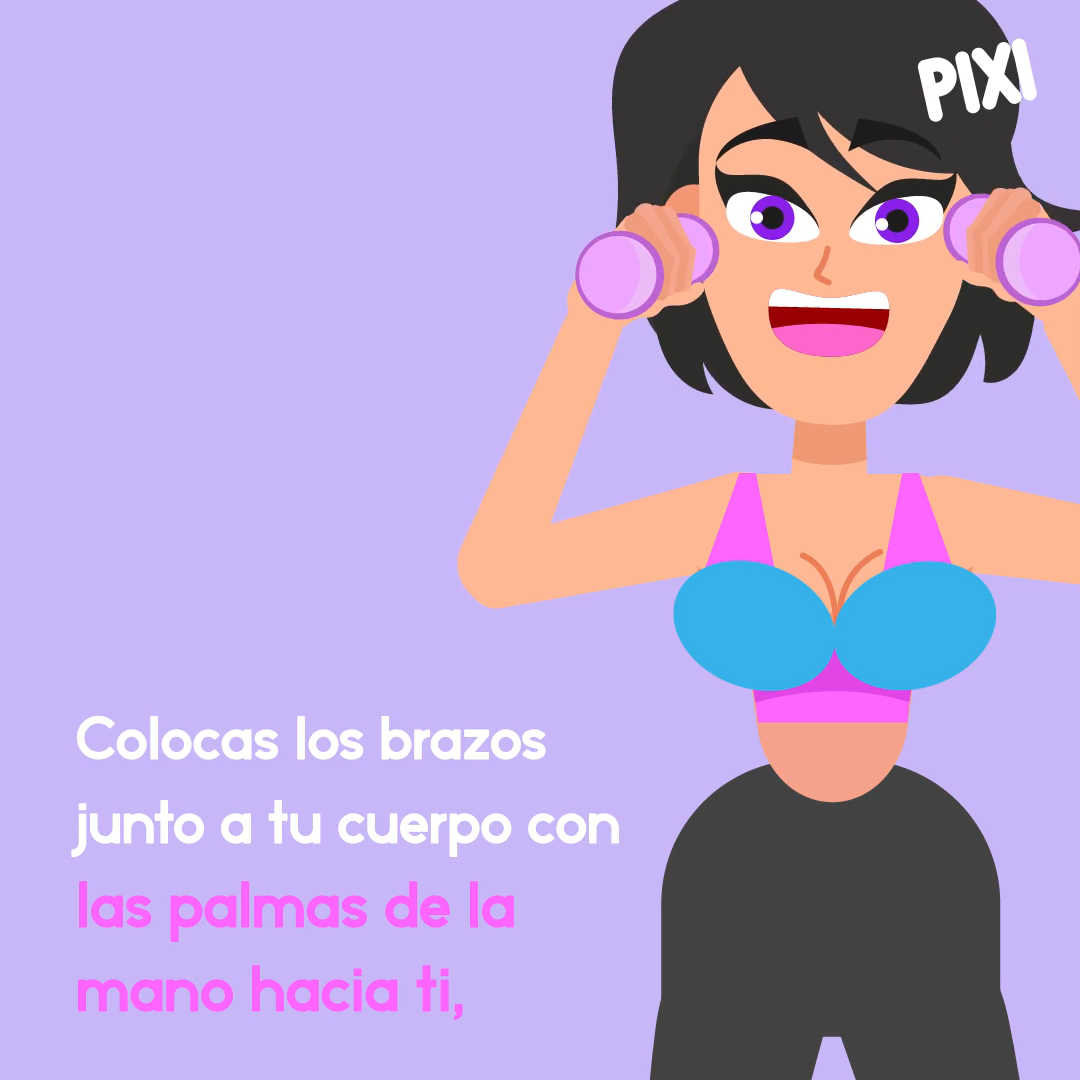 PIXI
Colocas los brazos
junto a tu cuerpo con
las palmas de la
mano hacia ti,